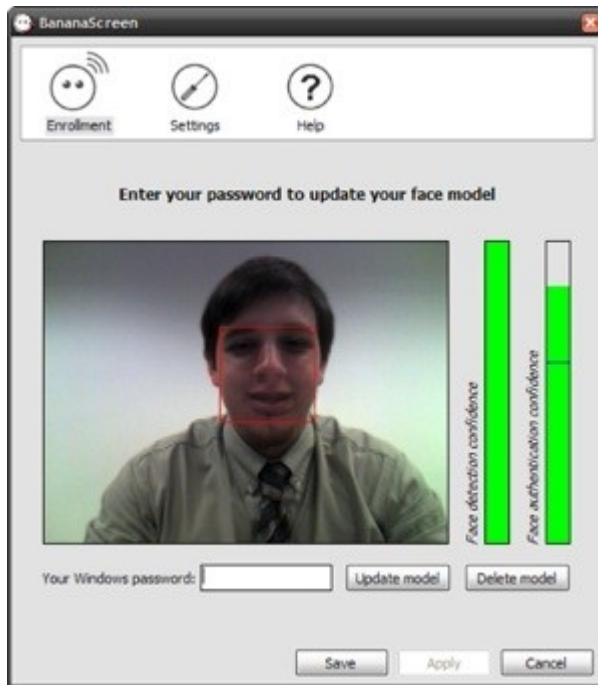 BananaScreen
Enrollment Settings Help
Enter your password to update your face model
Face detection confidence
Face authentication confidence
Your Windows password: Update model Delete model
Save Apply Cancel